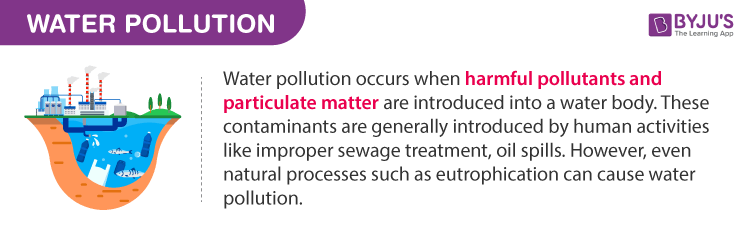 WATER POLLUTION
BYJU'S
The Learning App
Water pollution occurs when harmful pollutants and
particulate matter are introduced into a water body. These
contaminants are generally introduced by human activities
like improper sewage treatment, oil spills. However, even
natural processes such as eutrophication can cause water
pollution.